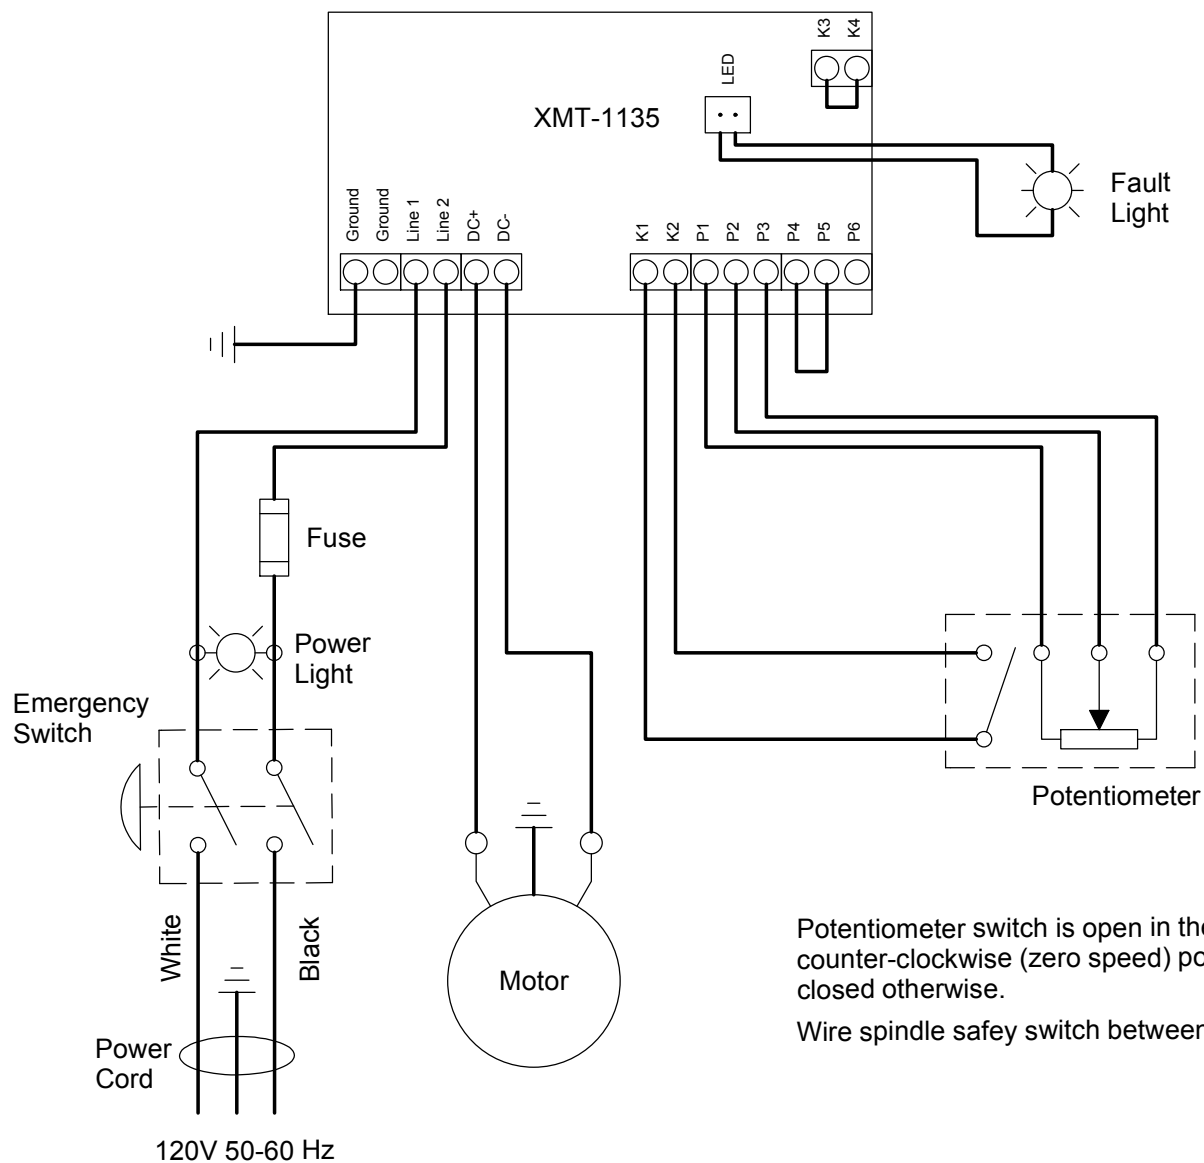 K3
K4
LED
XMT-1135
Fault
Light
Ground
Ground
Line 1
Line 2
DC+
DC-
K1
K2
P1
P2
P3
P4
P5
P6
Fuse
Power
Light
Emergency
Switch
Potentiometer
White
Black
Motor
Potentiometer switch is open in the
counter-clockwise (zero speed) po
closed otherwise.
Wire spindle safey switch between
Power
Cord
120V 50-60 Hz